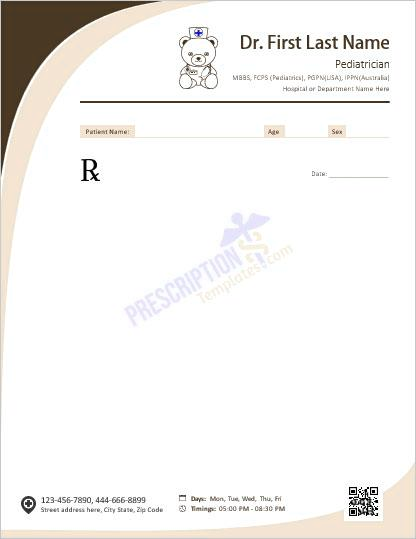 Dr. First Last Name
Pediatrician
MBBS, FCPS (Pediatrics), PGPN(USA), IPPN(Australia)
Hospital or Department Name Here
Patient Name: Age Sex
Rx
Date: ________________
PRESCRIPTION
Templates.com
123-456-7890, 444-666-8899
Street address here, City State, Zip Code
Days: Mon, Tue, Wed, Thu, Fri
Timings: 05:00 PM - 08:30 PM